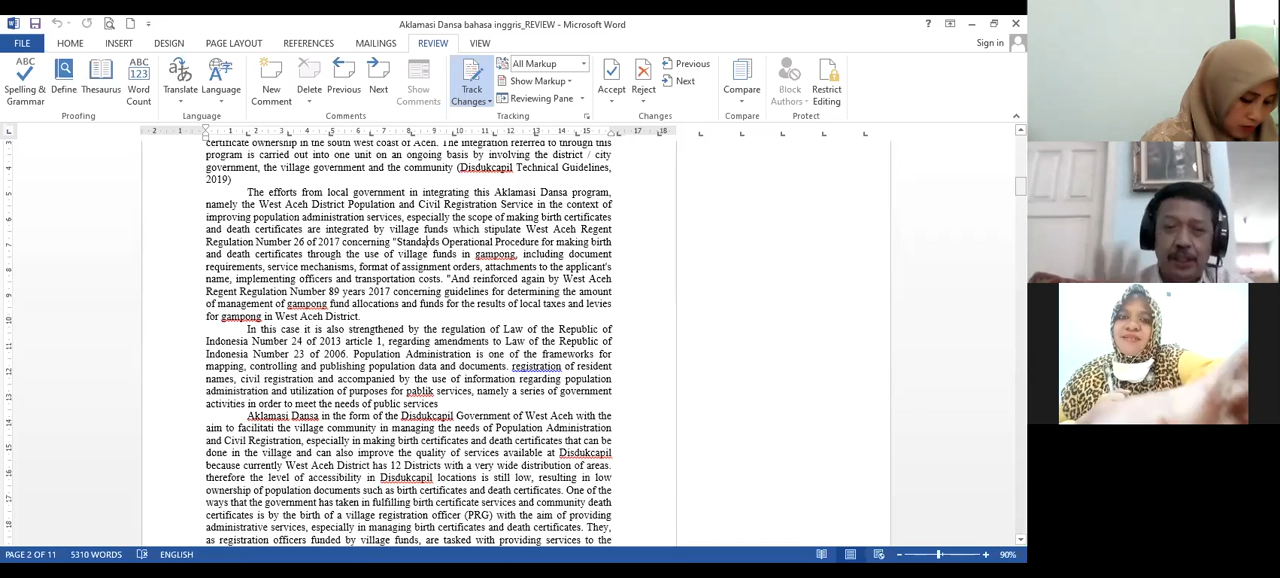 Aklamasi Dansa bahasa inggris_REVIEW - Microsoft Word
FILE HOME INSERT DESIGN PAGE LAYOUT REFERENCES MAILINGS REVIEW VIEW Sign in
Spelling & Grammar Define Thesaurus Word Count Translate Language New Comment Delete Previous Next Show Comments Track Changes All Markup Show Markup Reviewing Pane Accept Reject Previous Next Compare Block Authors Restrict Editing
Proofing Language Comments Tracking Changes Compare Protect
2 1 1 2 3 4 5 6 7 8 9 10 11 12 13 14 15 17 18
certificate ownership in the south west coast of Aceh. The integration referred to through this
program is carried out into one unit on an ongoing basis by involving the district / city
government, the village government and the community (Disdukcapil Technical Guidelines,
2019)
The efforts from local government in integrating this Aklamasi Dansa program,
namely the West Aceh District Population and Civil Registration Service in the context of
improving population administration services, especially the scope of making birth certificates
and death certificates are integrated by village funds which stipulate West Aceh Regent
Regulation Number 26 of 2017 concerning "Standards Operational Procedure for making birth
and death certificates through the use of village funds in gampong, including document
requirements, service mechanisms, format of assignment orders, attachments to the applicant's
name, implementing officers and transportation costs. "And reinforced again by West Aceh
Regent Regulation Number 89 years 2017 concerning guidelines for determining the amount
of management of gampong fund allocations and funds for the results of local taxes and levies
for gampong in West Aceh District.
In this case it is also strengthened by the regulation of Law of the Republic of
Indonesia Number 24 of 2013 article 1, regarding amendments to Law of the Republic of
Indonesia Number 23 of 2006. Population Administration is one of the frameworks for
mapping, controlling and publishing population data and documents. registration of resident
names, civil registration and accompanied by the use of information regarding population
administration and utilization of purposes for pablik services, namely a series of government
activities in order to meet the needs of public services
Aklamasi Dansa in the form of the Disdukcapil Government of West Aceh with the
aim to facilitati the village community in managing the needs of Population Administration
and Civil Registration, especially in making birth certificates and death certificates that can be
done in the village and can also improve the quality of services available at Disdukcapil
because currently West Aceh District has 12 Districts with a very wide distribution of areas.
therefore the level of accessibility in Disdukcapil locations is still low, resulting in low
ownership of population documents such as birth certificates and death certificates. One of the
ways that the government has taken in fulfilling birth certificate services and community death
certificates is by the birth of a village registration officer (PRG) with the aim of providing
administrative services, especially in managing birth certificates and death certificates. They,
as registration officers funded by village funds, are tasked with providing services to the
PAGE 2 OF 11 5310 WORDS ENGLISH 90%